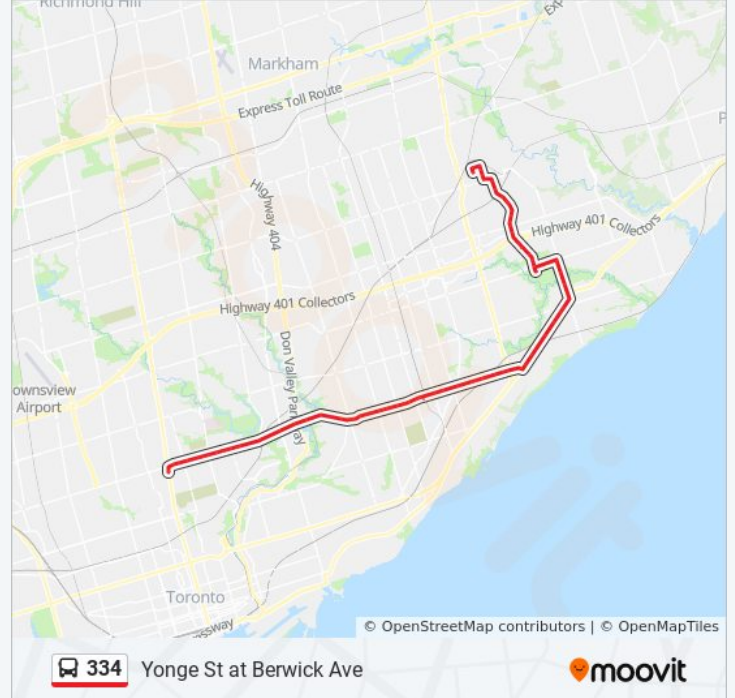 Richmond Hill
Markham
Express Toll Route
Highway 404
Highway 401 Collectors
Highway 401 Collectors
Don Valley Parkway
ownsview
Airport
Toronto
essway
© OpenStreetMap contributors | © OpenMapTiles
334 Yonge St at Berwick Ave
moovit